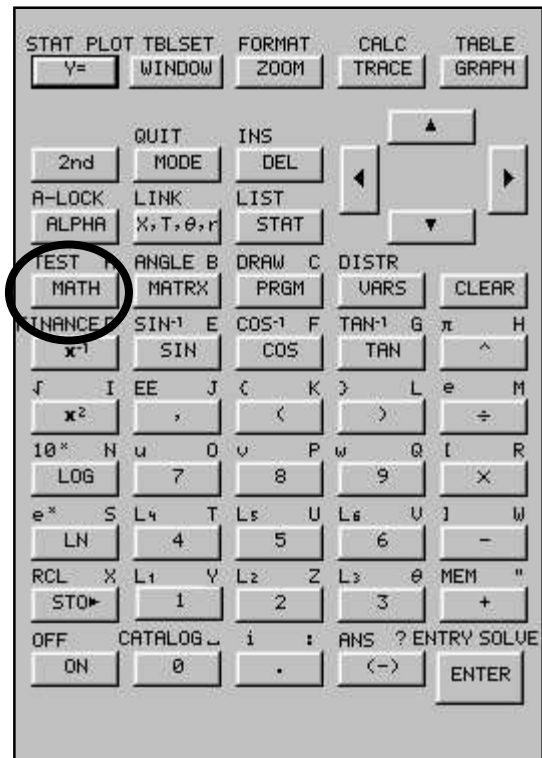 STAT PLOT TBLSET FORMAT CALC TABLE
Y= WINDOW ZOOM TRACE GRAPH
QUIT INS
2nd MODE DEL
A-LOCK LINK LIST
ALPHA X,T,θ,r STAT
TEST A ANGLE B DRAW C DISTR
MATH MATRX PRGM VARS CLEAR
FINANCE SIN-1 E COS-1 F TAN-1 G π H
x-1 SIN COS TAN ^
√ I EE J { K } L e M
x² , ( ) ÷
10ˣ N u O v P w Q [ R
LOG 7 8 9 ×
eˣ S L4 T L5 U L6 V ] W
LN 4 5 6 −
RCL X L1 Y L2 Z L3 θ MEM "
STO► 1 2 3 +
OFF CATALOG ⎵ i : ANS ? ENTRY SOLVE
ON 0 . (-) ENTER